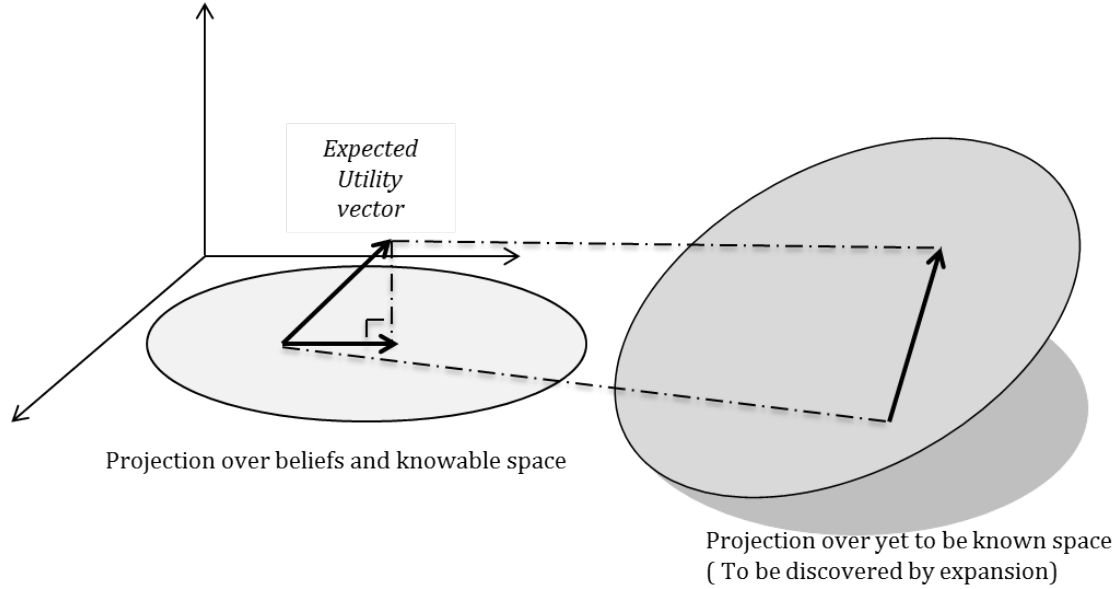 Expected
Utility
vector
Projection over beliefs and knowable space
Projection over yet to be known space
( To be discovered by expansion)